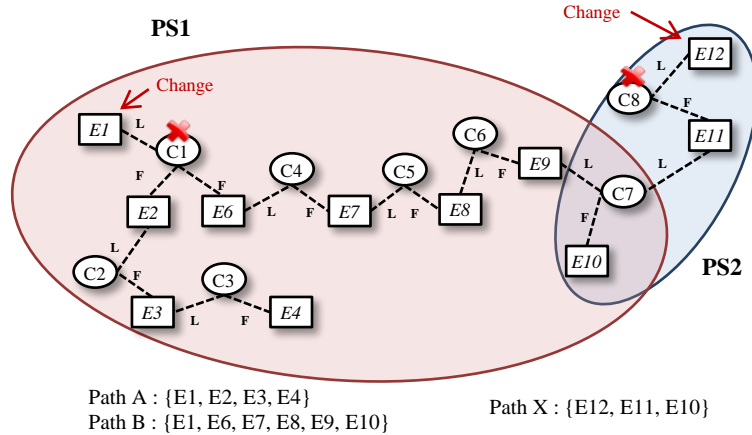 Change
PS1
E12
L
Change
C8
F
E1
L
C1
C6
E11
F
F
C4
C5
L
F
E9
L
L
C7
E2
E6
L
F
E7
L
F
E8
F
L
C2
F
C3
E10
PS2
E3
L
F
E4
Path A : {E1, E2, E3, E4}
Path B : {E1, E6, E7, E8, E9, E10}
Path X : {E12, E11, E10}